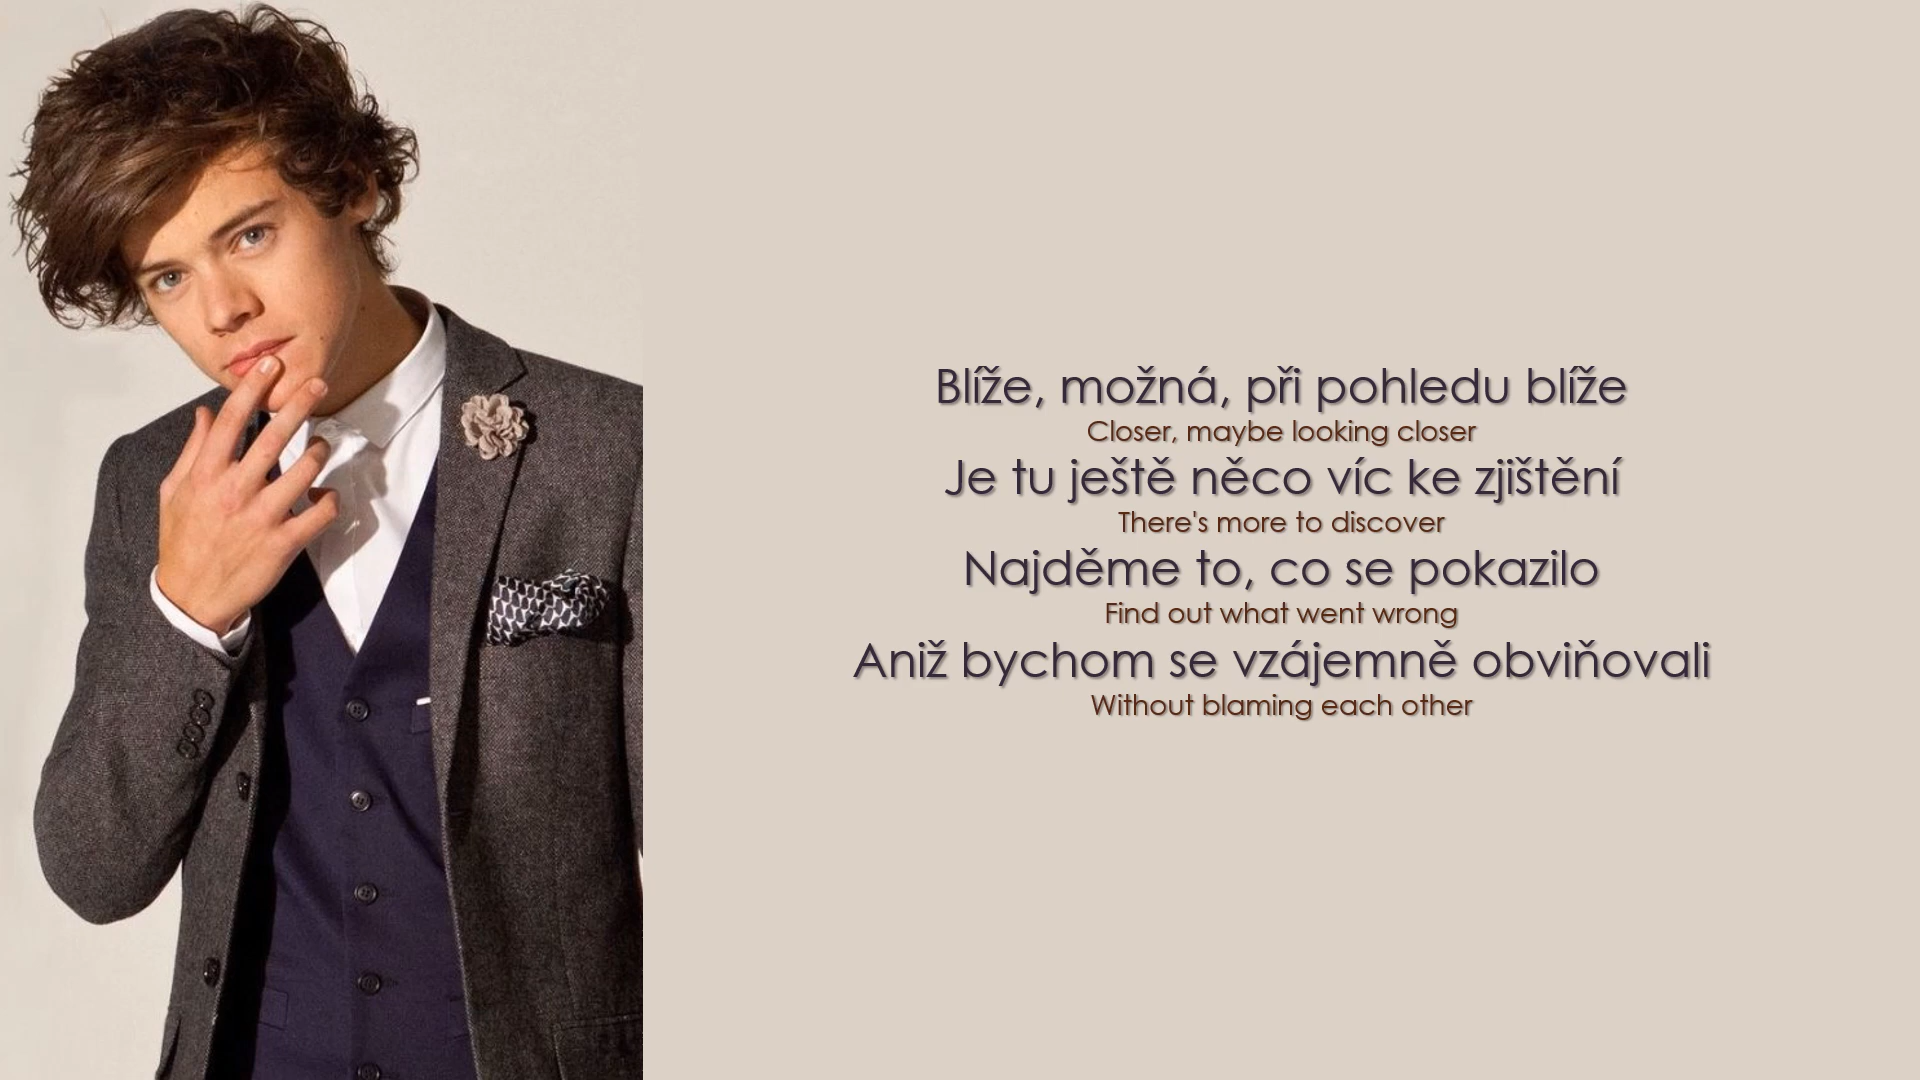 Blíže, možná, při pohledu blíže
Closer, maybe looking closer
Je tu ještě něco víc ke zjištění
There's more to discover
Najděme to, co se pokazilo
Find out what went wrong
Aniž bychom se vzájemně obviňovali
Without blaming each other